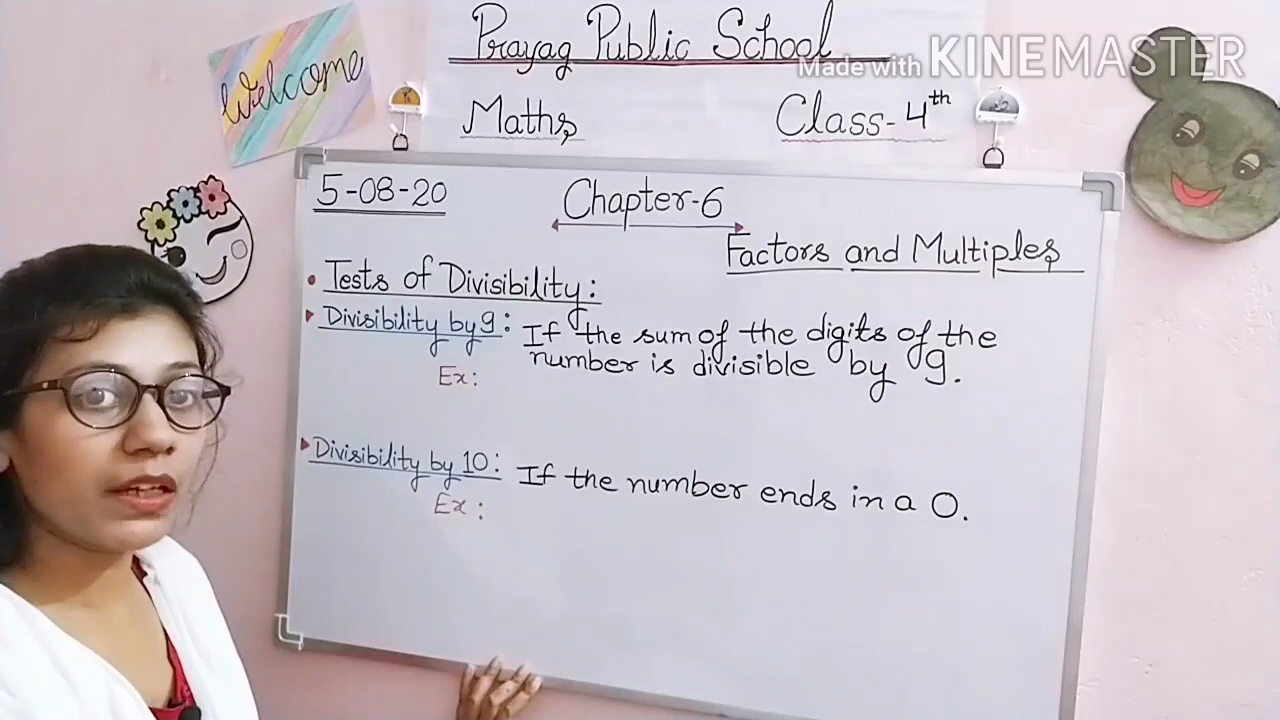 Prayag Public School
Made with KINEMASTER
Welcome
Maths
Class-4th
5-08-20
Chapter-6
Factors and Multiples
• Tests of Divisibility:
Divisibility by 9: If the sum of the digits of the
number is divisible by 9.
Ex:
Divisibility by 10: If the number ends in a 0.
Ex: